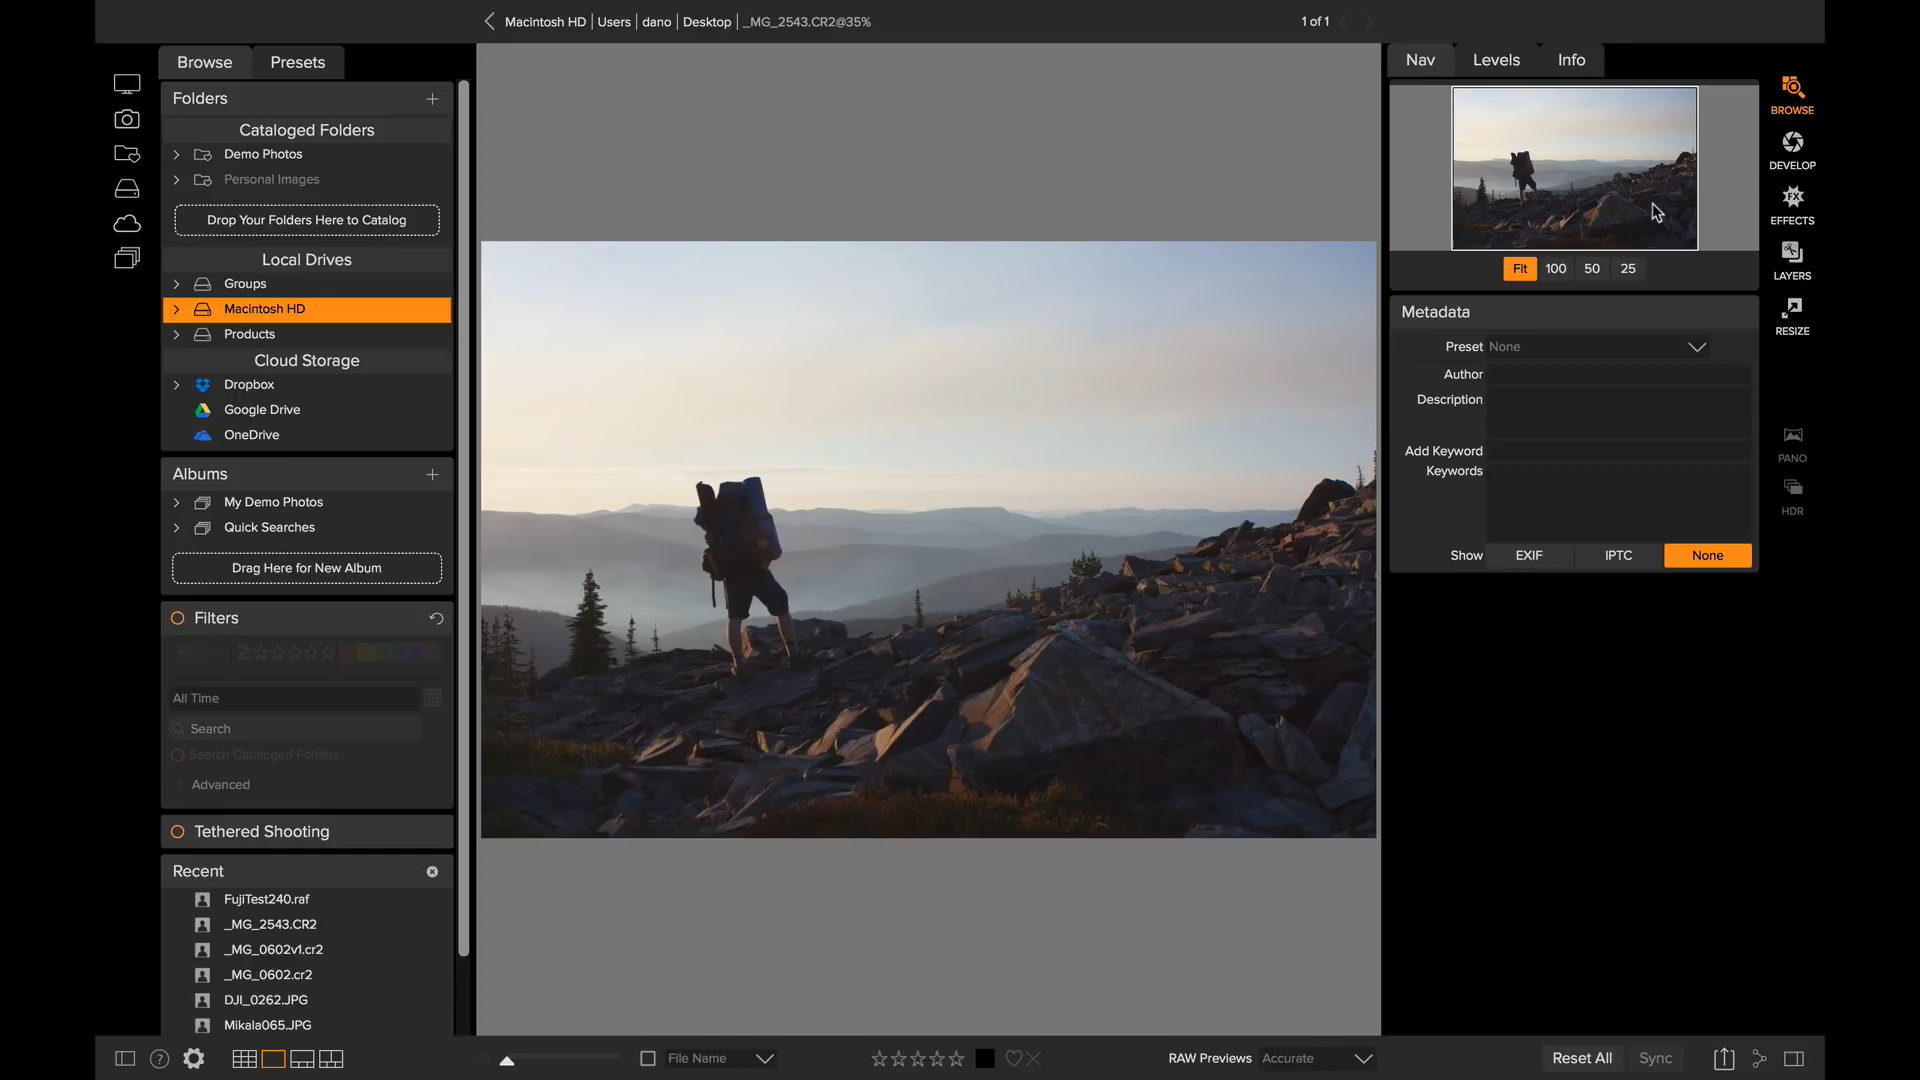 Macintosh HD | Users | dano | Desktop | _MG_2543.CR2@35%
1 of 1
Browse
Presets
Folders
Cataloged Folders
Demo Photos
Personal Images
Drop Your Folders Here to Catalog
Local Drives
Groups
Macintosh HD
Products
Cloud Storage
Dropbox
Google Drive
OneDrive
Albums
My Demo Photos
Quick Searches
Drag Here for New Album
Filters
All Time
Search
Search Cataloged Folders
Advanced
Tethered Shooting
Recent
FujiTest240.raf
_MG_2543.CR2
_MG_0602v1.cr2
_MG_0602.cr2
DJI_0262.JPG
Mikala065.JPG
File Name
RAW Previews Accurate
Reset All
Sync
Nav
Levels
Info
Fit 100 50 25
Metadata
Preset None
Author
Description
Add Keyword
Keywords
Show EXIF IPTC None
BROWSE
DEVELOP
FX
EFFECTS
LAYERS
RESIZE
PANO
HDR